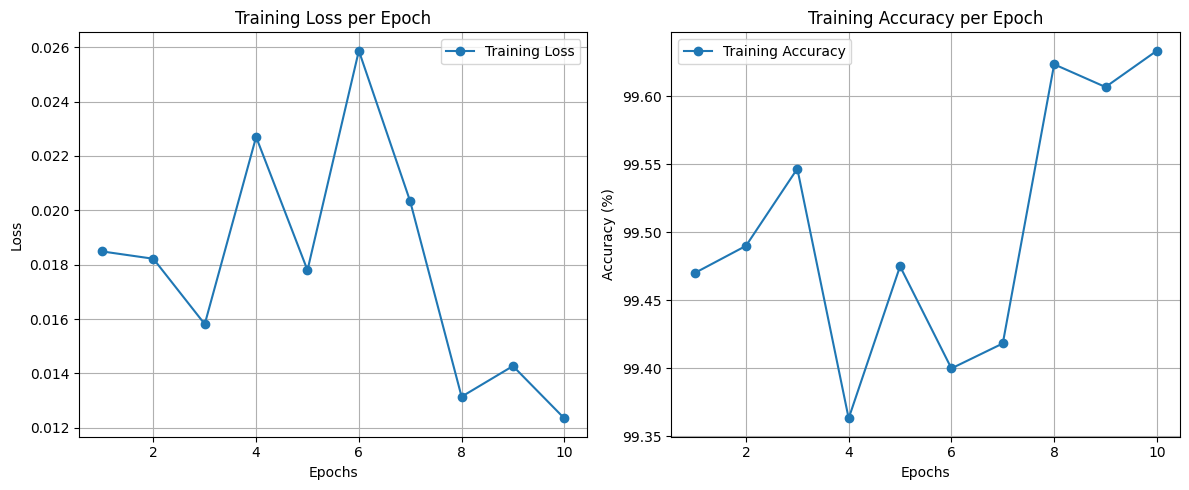 Training Loss per Epoch
Training Loss
0.026
0.024
0.022
0.020
0.018
0.016
0.014
0.012
Loss
2 4 6 8 10
Epochs
Training Accuracy per Epoch
Training Accuracy
99.60
99.55
99.50
99.45
99.40
99.35
Accuracy (%)
2 4 6 8 10
Epochs